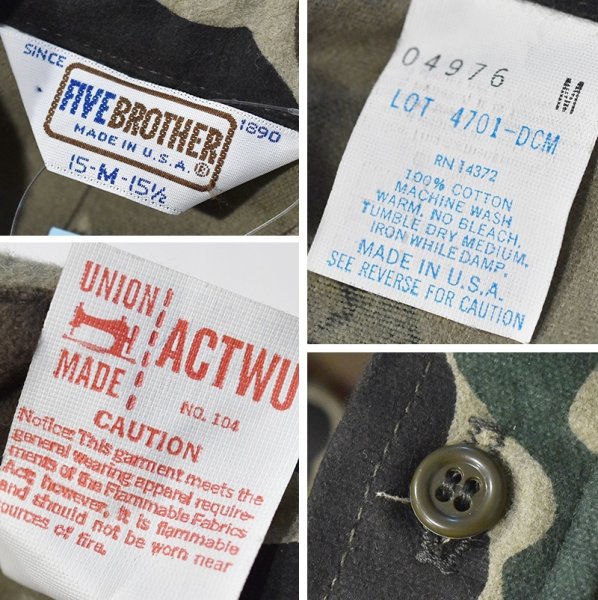 SINCE 1890
FIVE BROTHER
MADE IN U.S.A. ®
15-M-15½
04976 M
LOT 4701-DCM
RN 14372
100% COTTON
MACHINE WASH
WARM, NO BLEACH,
TUMBLE DRY MEDIUM,
IRON WHILE DAMP.
MADE IN U.S.A.
SEE REVERSE FOR CAUTION
UNION
MADE
ACTWU
NO. 104
CAUTION
Notice: This garment meets the
general wearing apparel require-
ments of the Flammable Fabrics
Act; however, it is flammable
and should not be worn near
sources of fire.